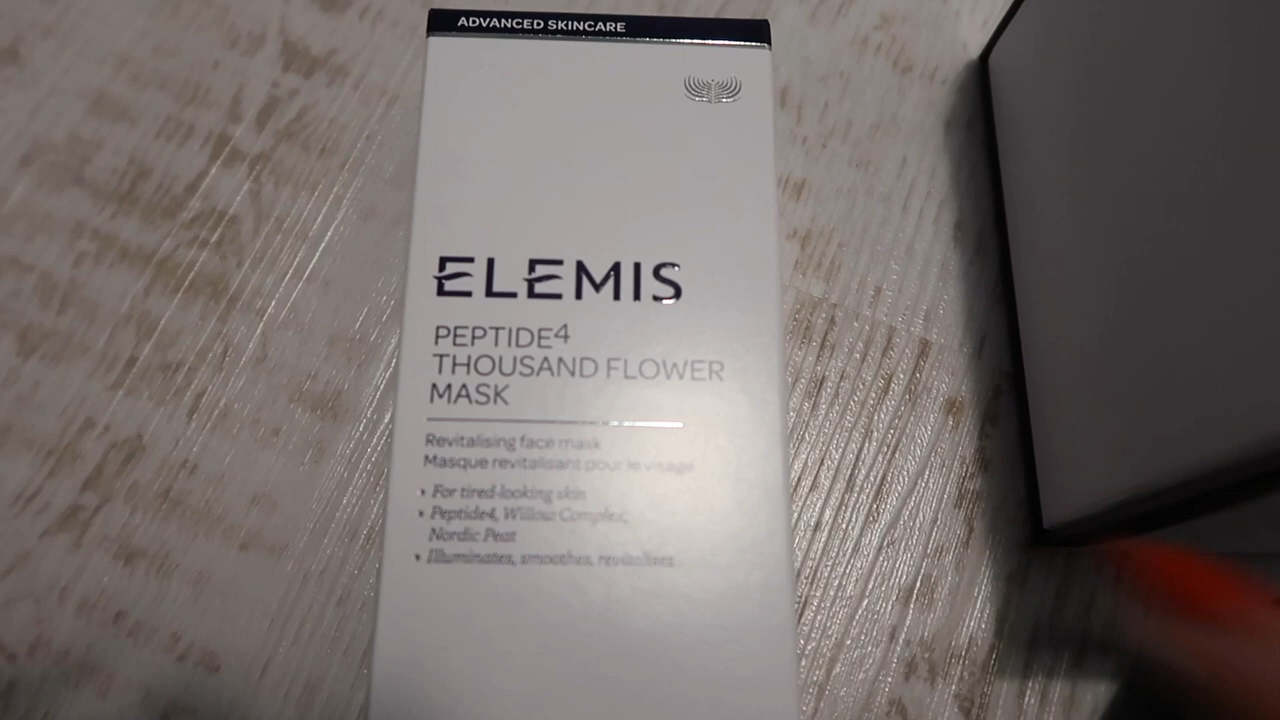 ADVANCED SKINCARE
ELEMIS
PEPTIDE4
THOUSAND FLOWER
MASK
Revitalising face mask
Masque revitalisant pour le visage
• For tired-looking skin
• Peptide4, Willow Complex,
Nordic Peat
• Illuminates, smoothes, revitalises